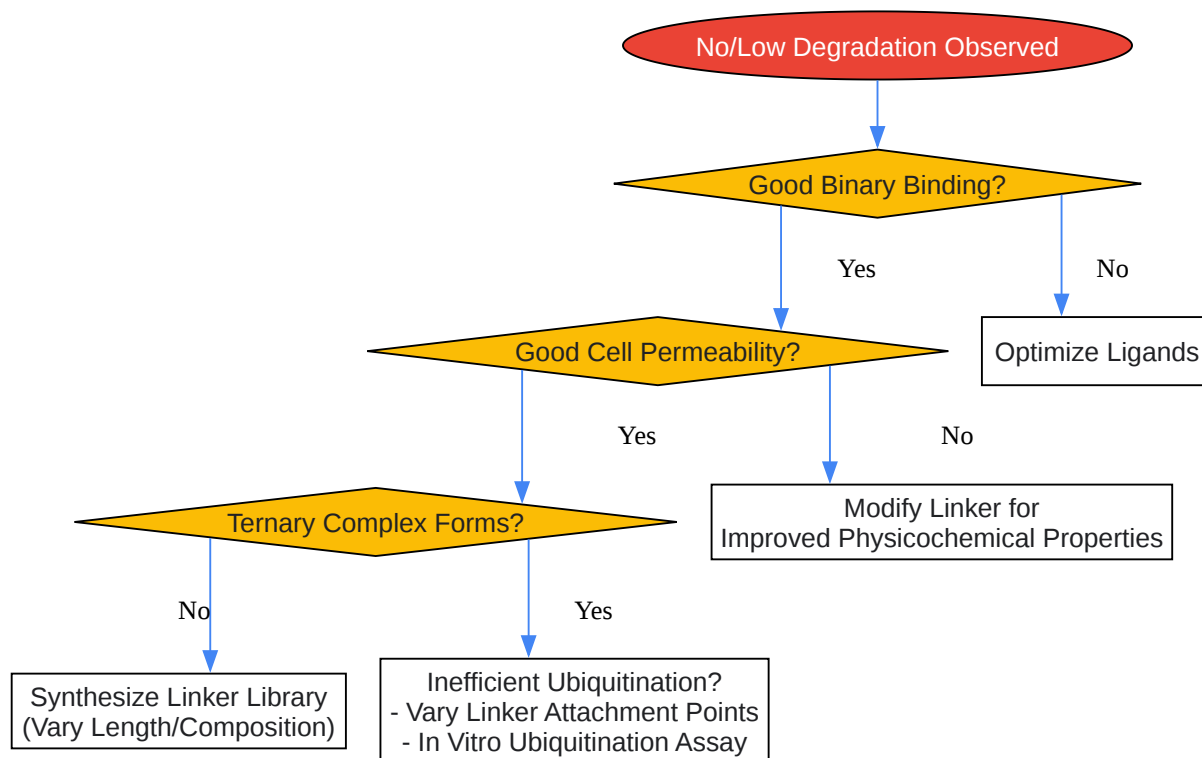 No/Low Degradation Observed
Good Binary Binding?
Yes
No
Good Cell Permeability?
Optimize Ligands
Yes
No
Ternary Complex Forms?
Modify Linker for
Improved Physicochemical Properties
No
Yes
Synthesize Linker Library
(Vary Length/Composition)
Inefficient Ubiquitination?
- Vary Linker Attachment Points
- In Vitro Ubiquitination Assay